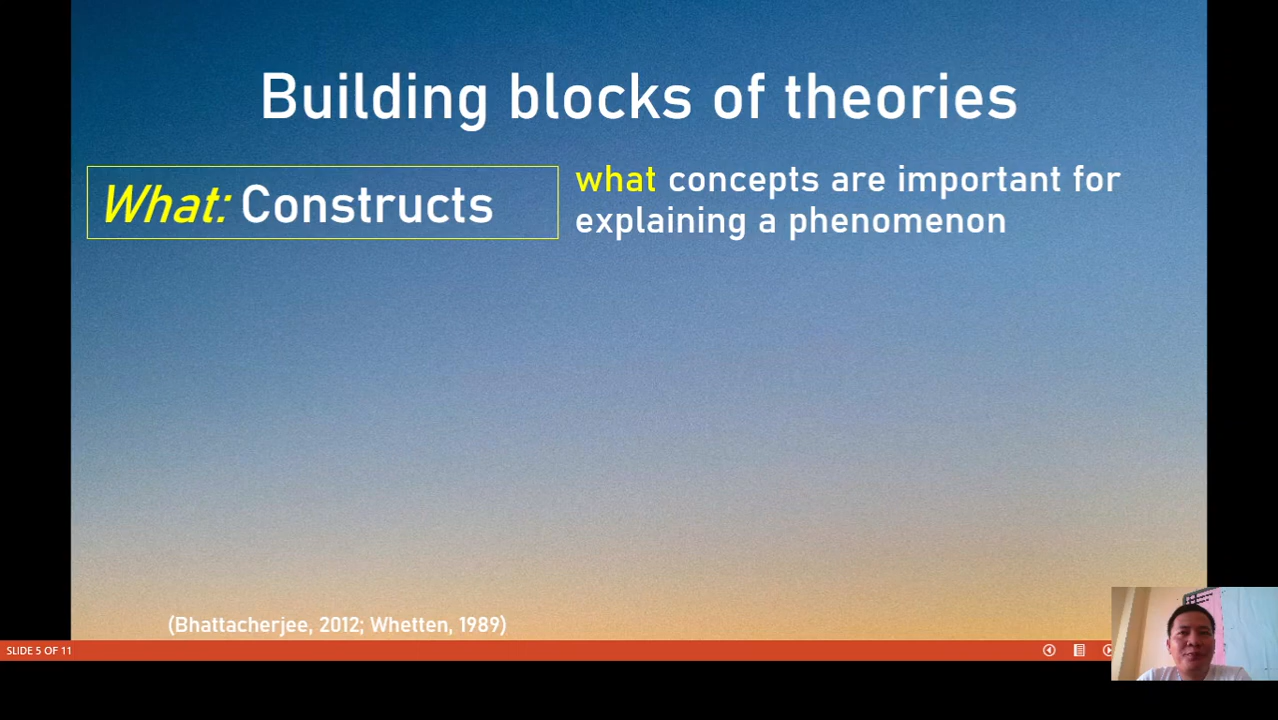 Building blocks of theories
What: Constructs
what concepts are important for
explaining a phenomenon
(Bhattacherjee, 2012; Whetten, 1989)
SLIDE 5 OF 11